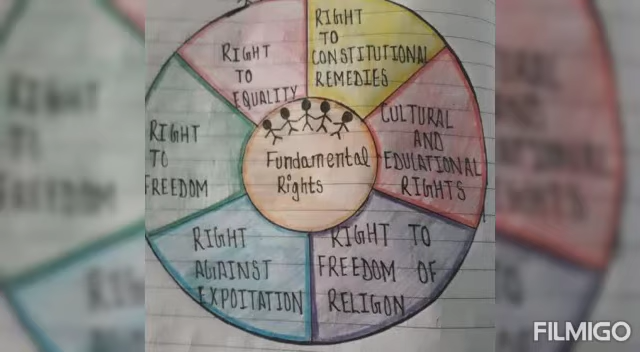 RIGHT
TO
CONSTITUTIONAL
REMEDIES
RIGHT
TO
EQUALITY
CULTURAL
AND
EDULATIONAL
RIGHTS
RIGHT
TO
FREEDOM
Fundamental
Rights
RIGHT TO
FREEDOM OF
RELIGON
RIGHT
AGAINST
EXPOITATION
FILMIGO